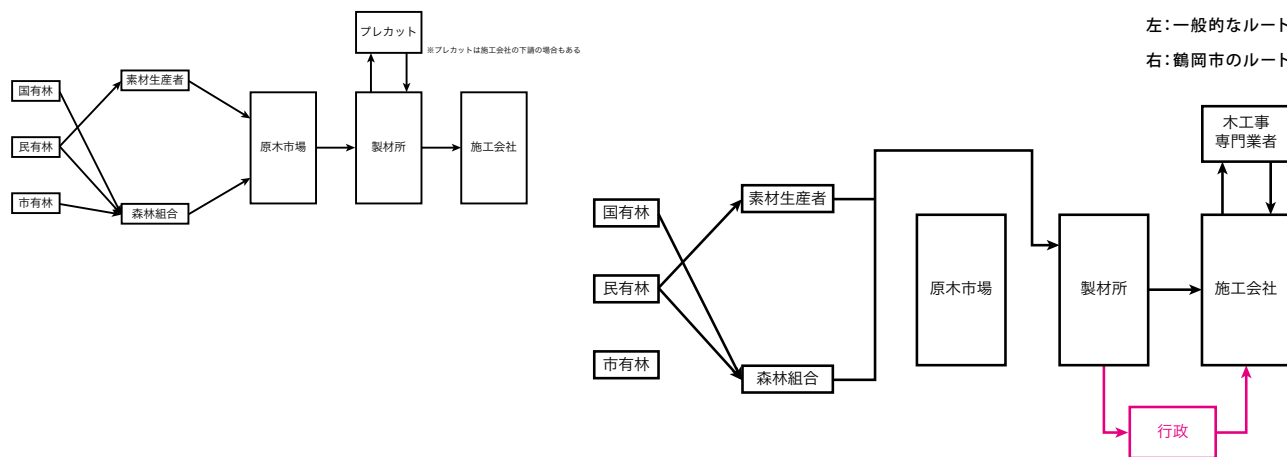 左：一般的なルート
右：鶴岡市のルート
プレカット
※プレカットは施工会社の下請の場合もある
素材生産者
国有林
民有林
市有林
森林組合
原木市場
製材所
施工会社
木工事
専門業者
素材生産者
国有林
民有林
市有林
森林組合
原木市場
製材所
施工会社
行政